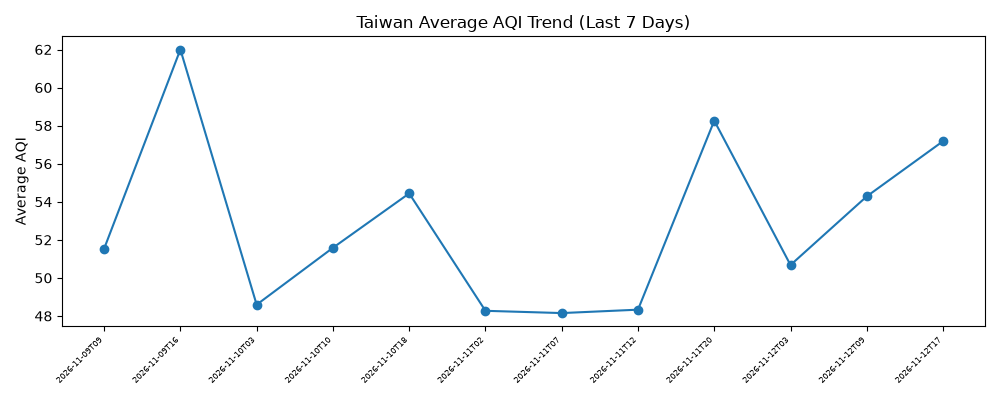 Taiwan Average AQI Trend (Last 7 Days)
Average AQI
62
60
58
56
54
52
50
48
2026-11-09T09
2026-11-09T16
2026-11-10T03
2026-11-10T10
2026-11-10T18
2026-11-11T02
2026-11-11T07
2026-11-11T12
2026-11-11T20
2026-11-12T03
2026-11-12T09
2026-11-12T17